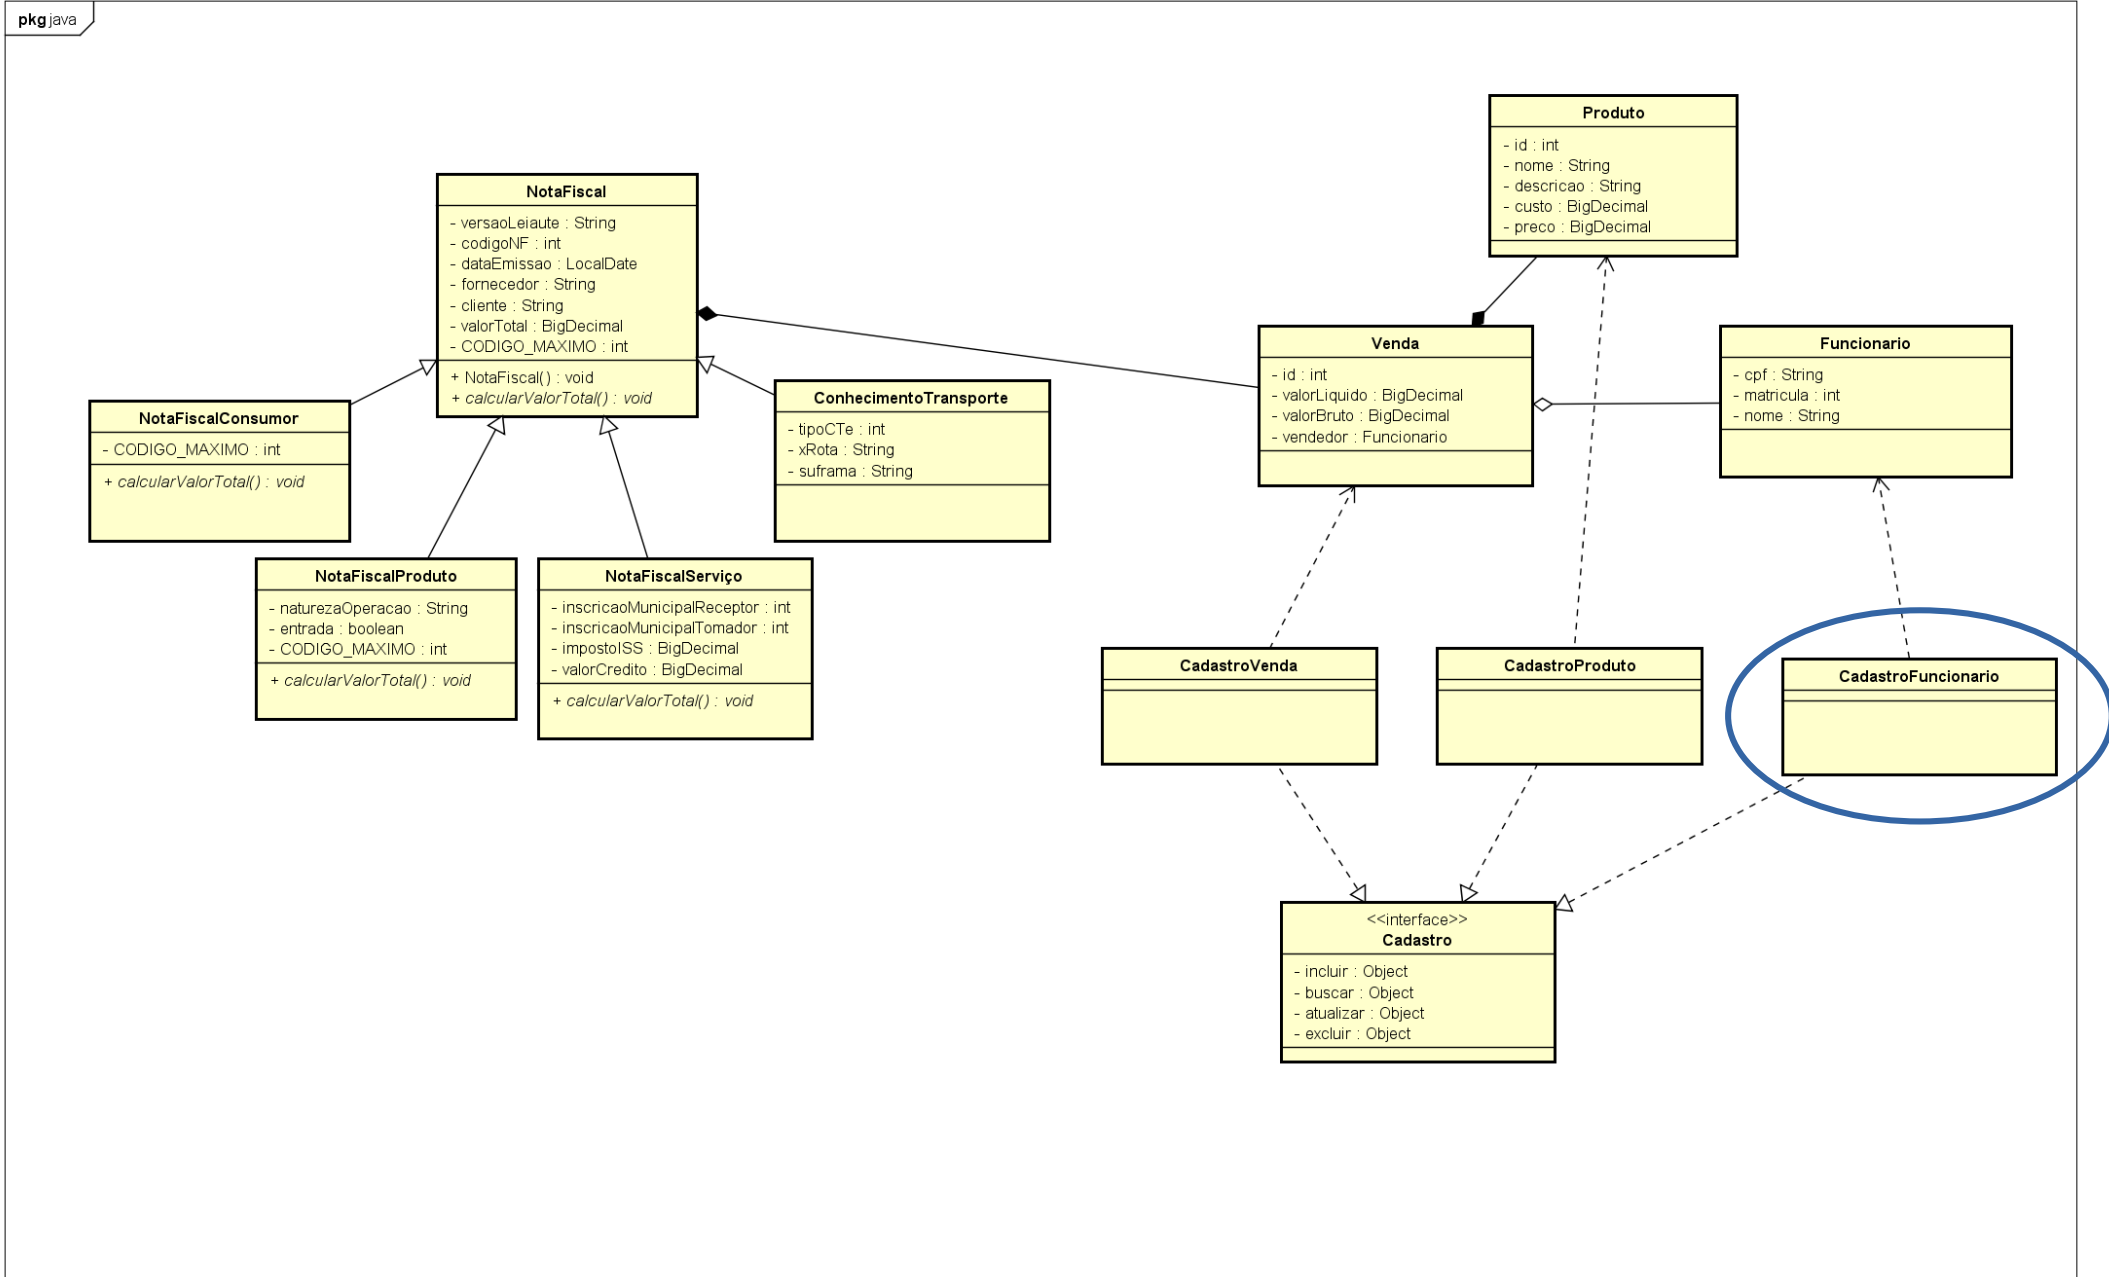 pkg java
Produto
- id : int
- nome : String
- descricao : String
- custo : BigDecimal
- preco : BigDecimal
NotaFiscal
- versaoLeiaute : String
- codigoNF : int
- dataEmissao : LocalDate
- fornecedor : String
- cliente : String
- valorTotal : BigDecimal
- CODIGO_MAXIMO : int
+ NotaFiscal() : void
+ calcularValorTotal() : void
Venda
- id : int
- valorLiquido : BigDecimal
- valorBruto : BigDecimal
- vendedor : Funcionario
Funcionario
- cpf : String
- matricula : int
- nome : String
ConhecimentoTransporte
- tipoCTe : int
- xRota : String
- suframa : String
NotaFiscalConsumor
- CODIGO_MAXIMO : int
+ calcularValorTotal() : void
NotaFiscalProduto
- naturezaOperacao : String
- entrada : boolean
- CODIGO_MAXIMO : int
+ calcularValorTotal() : void
NotaFiscalServiço
- inscricaoMunicipalReceptor : int
- inscricaoMunicipalTomador : int
- impostoISS : BigDecimal
- valorCredito : BigDecimal
+ calcularValorTotal() : void
CadastroVenda
CadastroProduto
CadastroFuncionario
<<interface>>
Cadastro
- incluir : Object
- buscar : Object
- atualizar : Object
- excluir : Object